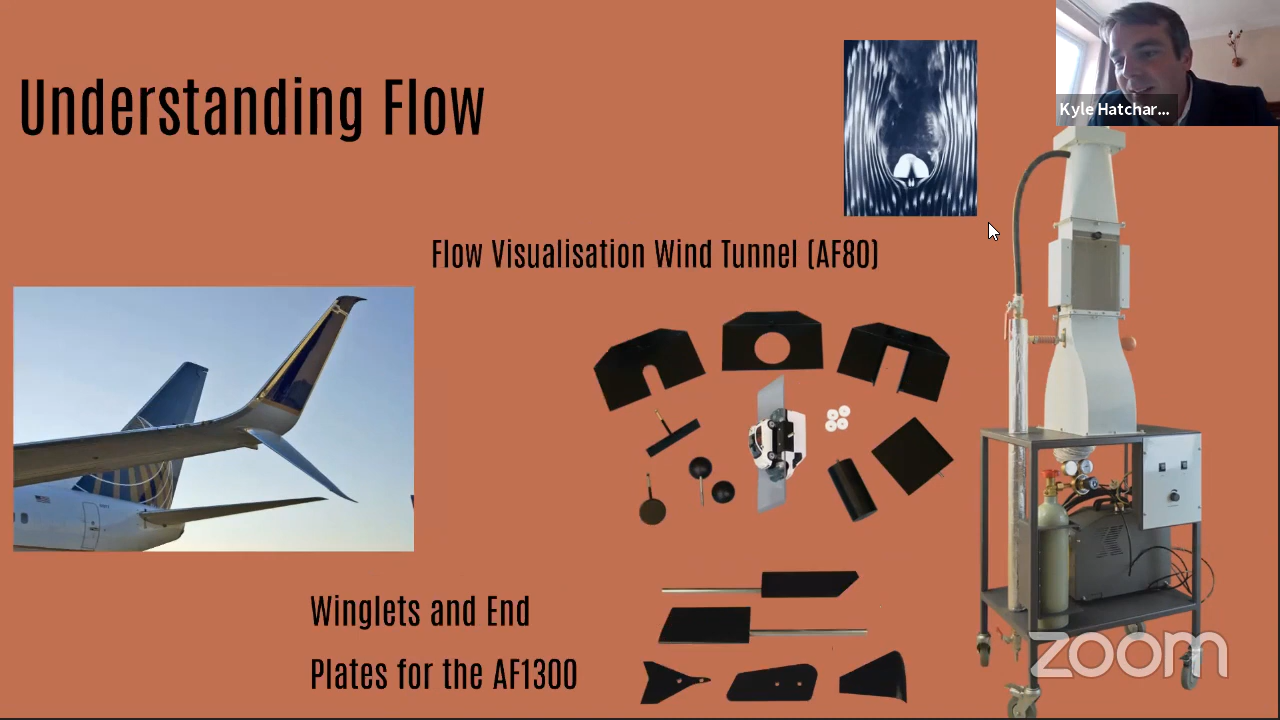 Understanding Flow
Kyle Hatchar...
Flow Visualisation Wind Tunnel (AF80)
Winglets and End
Plates for the AF1300
zoom